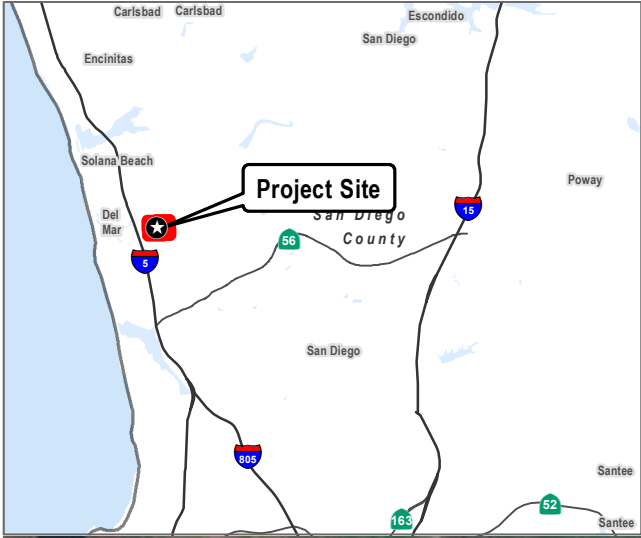 Carlsbad Carlsbad
Escondido
San Diego
Encinitas
Solana Beach
Project Site
Poway
Del
Mar
San Diego
County
15
56
5
San Diego
805
Santee
52
163
Santee